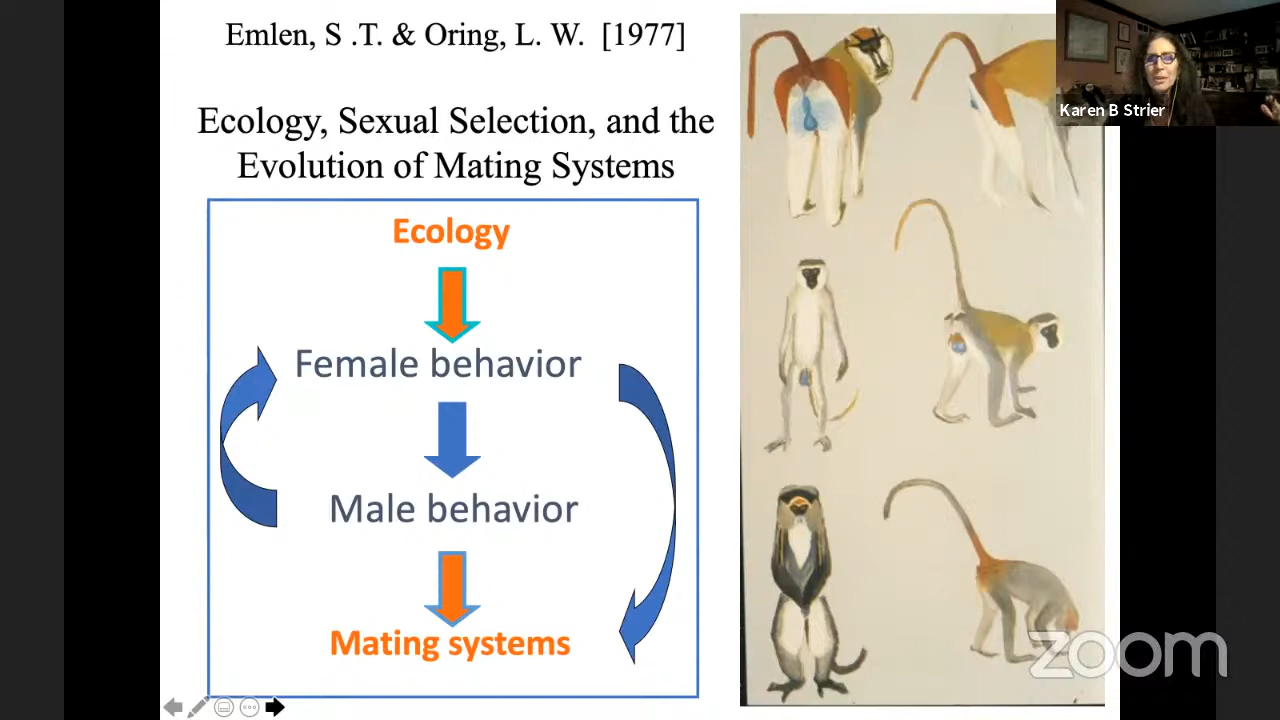 Emlen, S .T. & Oring, L. W. [1977]
Ecology, Sexual Selection, and the
Evolution of Mating Systems
Ecology
Female behavior
Male behavior
Mating systems
Karen B Strier
zoom